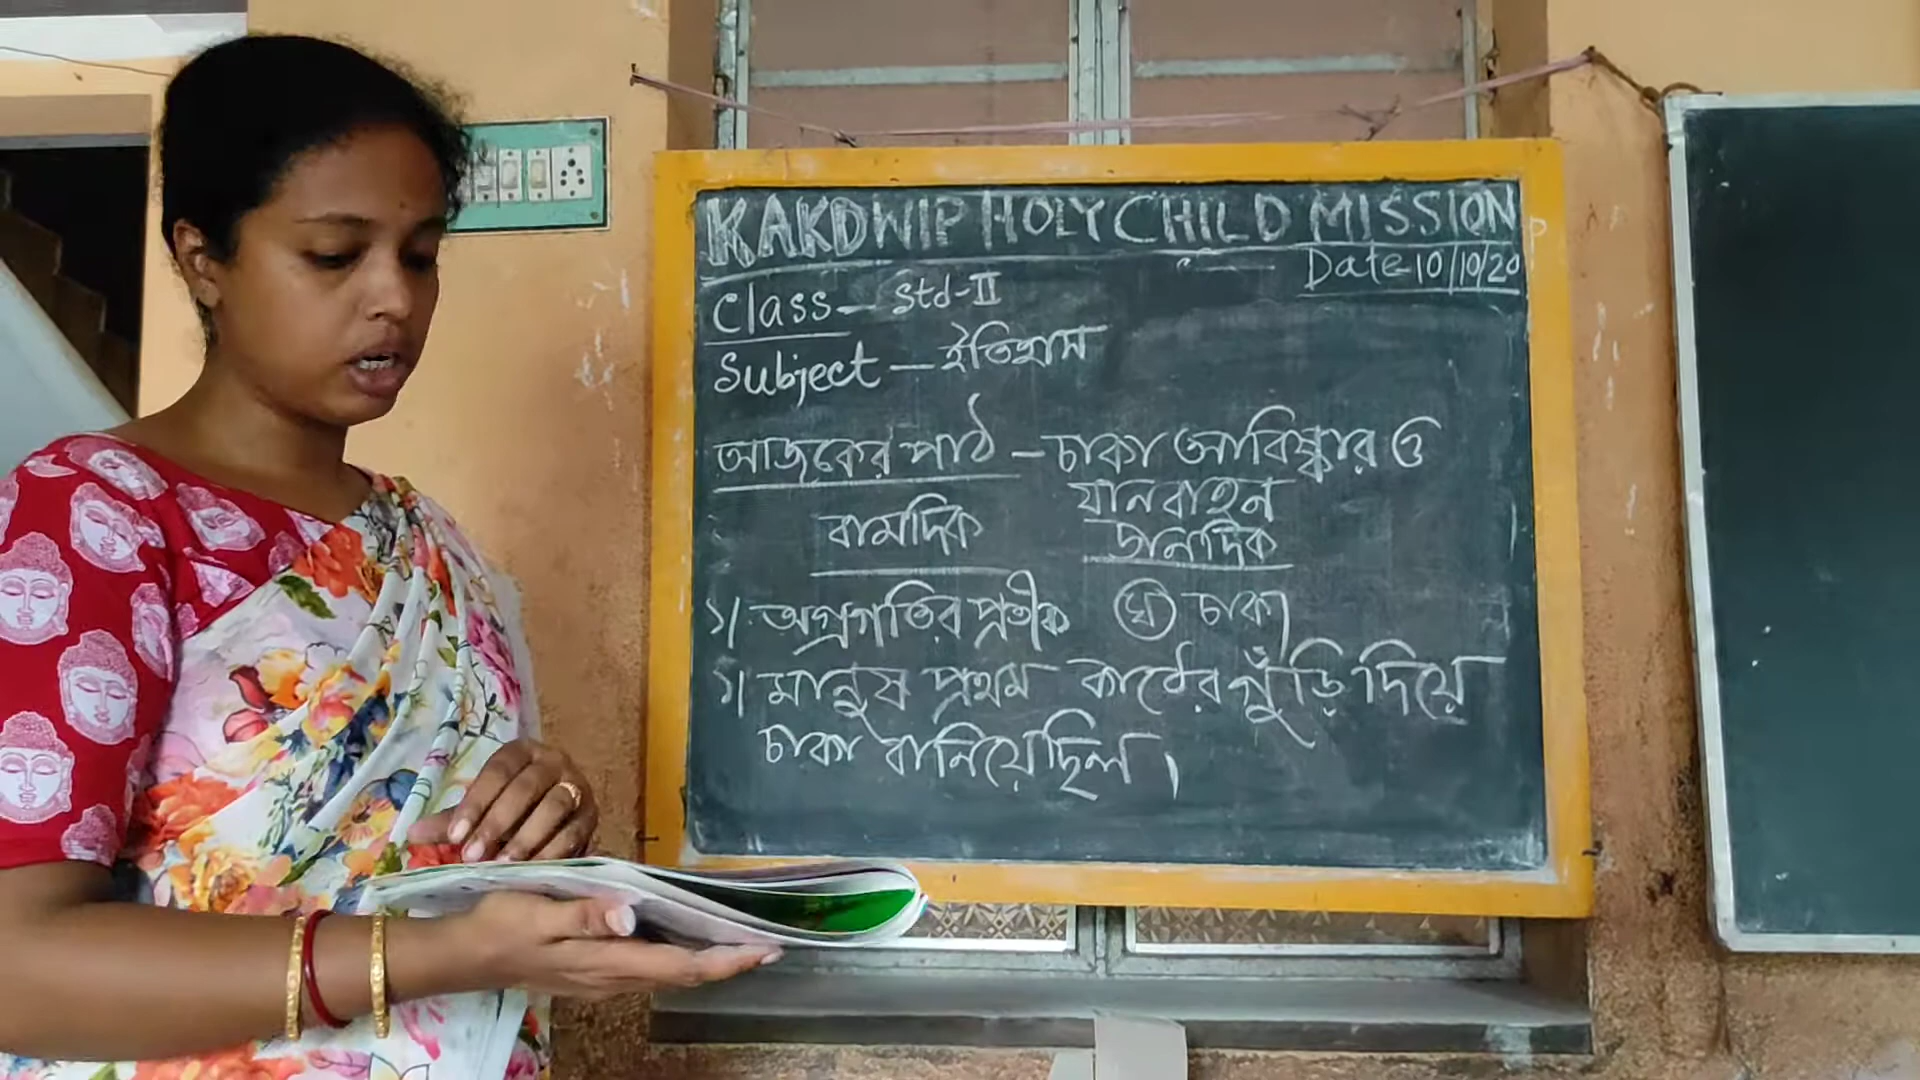 KAKDWIP HOLY CHILD MISSION
Date-10/10/20
Class - Std-II
Subject - ইতিহাস
আজকের পাঠ - চাকা আবিষ্কার ও
যানবাহন
বামদিক ডানদিক
১। অগ্রগতির প্রতীক ঘ চাকা
১। মানুষ প্রথম কাঠের গুঁড়ি দিয়ে
চাকা বানিয়েছিল।